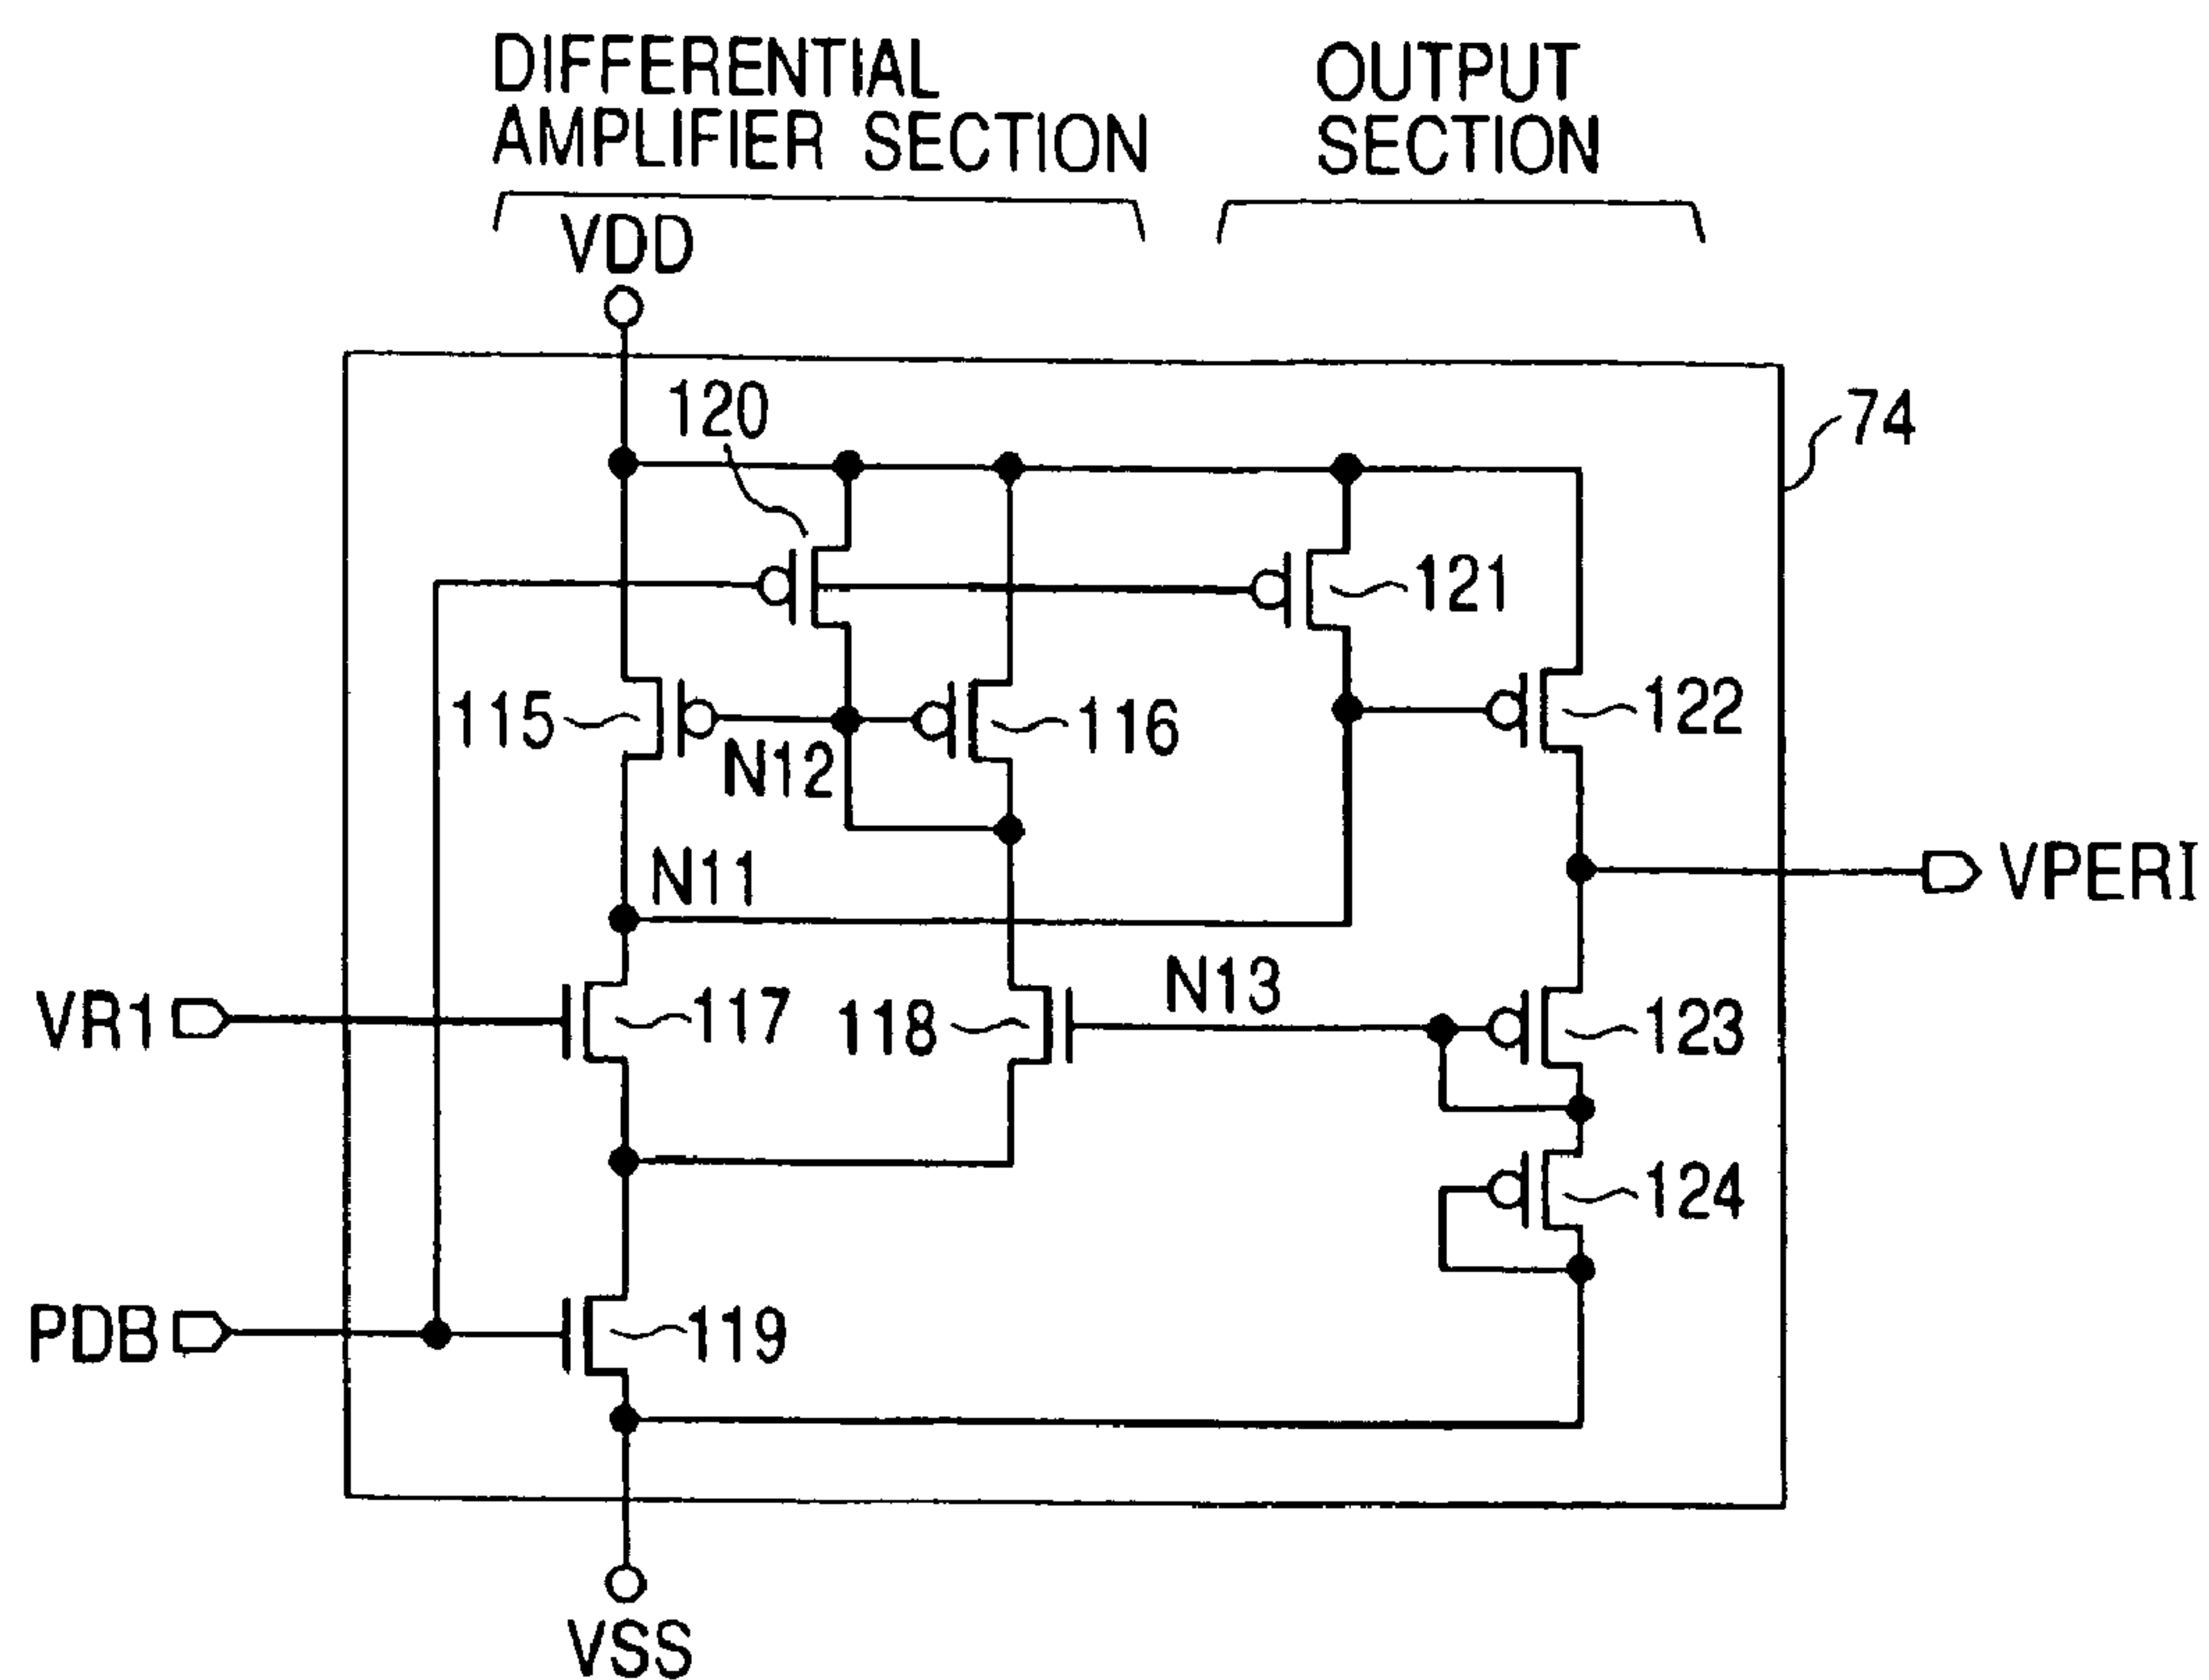 DIFFERENTIAL
AMPLIFIER SECTION
OUTPUT
SECTION
VDD
120
74
121
115
N12
116
122
N11
VPERI
N13
VR1
117
118
123
124
PDB
119
VSS